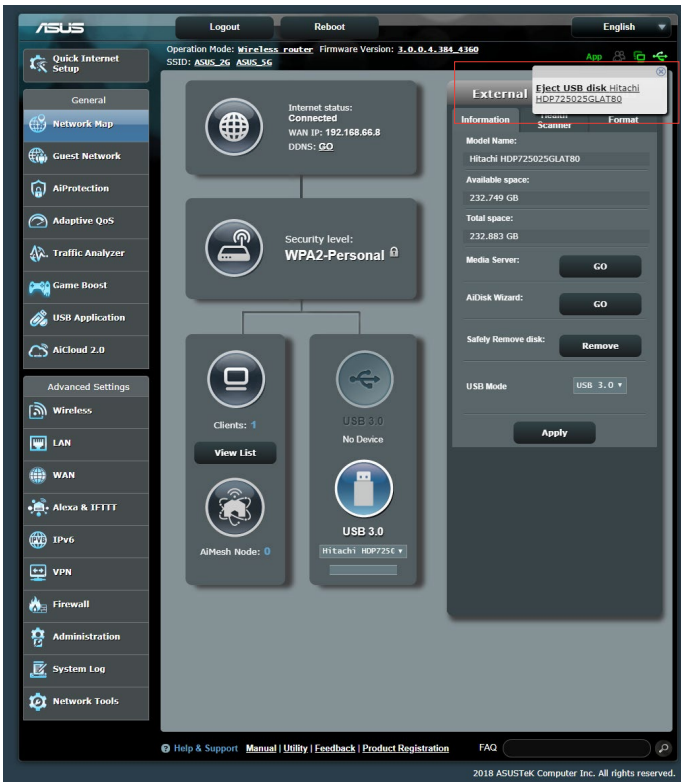 ASUS
Logout
Reboot
English
Quick Internet
Setup
Operation Mode: Wireless router Firmware Version: 3.0.0.4.384_4360
SSID: ASUS_2G ASUS_5G
App
General
Network Map
Guest Network
AiProtection
Adaptive QoS
Traffic Analyzer
Game Boost
USB Application
AiCloud 2.0
Advanced Settings
Wireless
LAN
WAN
Alexa & IFTTT
IPv6
VPN
Firewall
Administration
System Log
Network Tools
Internet status:
Connected
WAN IP: 192.168.66.8
DDNS: GO
Security level:
WPA2-Personal
Clients: 1
View List
AiMesh Node: 0
USB 3.0
No Device
USB 3.0
Hitachi HDP725
Eject USB disk Hitachi
HDP725025GLAT80
External
Information
Health
Scanner
Format
Model Name:
Hitachi HDP725025GLAT80
Available space:
232.749 GB
Total space:
232.883 GB
Media Server:
GO
AiDisk Wizard:
GO
Safely Remove disk:
Remove
USB Mode
USB 3.0
Apply
Help & Support Manual | Utility | Feedback | Product Registration
FAQ
2018 ASUSTeK Computer Inc. All rights reserved.